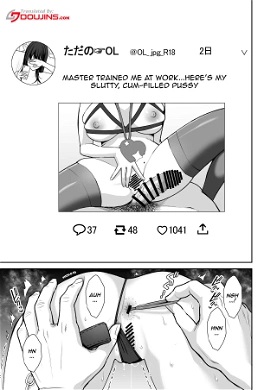 Translated By:
DOUJINS.com
ただの☞OL
@OL_jpg_R18
2日
MASTER TRAINED ME AT WORK...HERE'S MY
SLUTTY, CUM-FILLED PUSSY
37
48
1041
AUH
NGH
HNN
HN